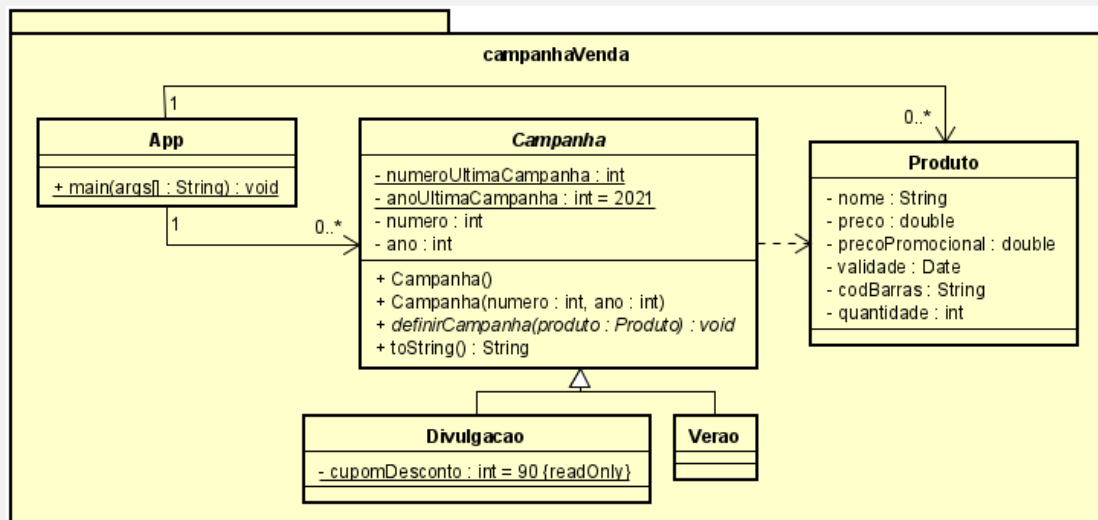 campanhaVenda
1
0..*
App
+ main(args[] : String) : void
1
0..*
Campanha
- numeroUltimaCampanha : int
- anoUltimaCampanha : int = 2021
- numero : int
- ano : int
+ Campanha()
+ Campanha(numero : int, ano : int)
+ definirCampanha(produto : Produto) : void
+ toString() : String
Produto
- nome : String
- preco : double
- precoPromocional : double
- validade : Date
- codBarras : String
- quantidade : int
Divulgacao
- cupomDesconto : int = 90 {readOnly}
Verao